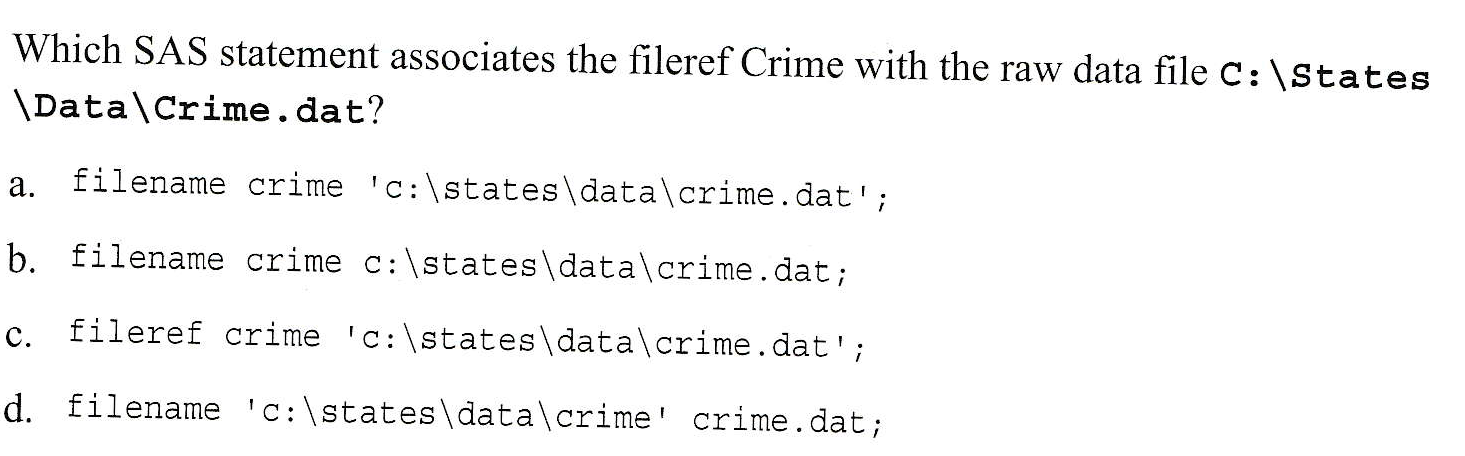 Which SAS statement associates the fileref Crime with the raw data file C:\States
\Data\Crime.dat?
a. filename crime 'c:\states\data\crime.dat';
b. filename crime c:\states\data\crime.dat;
c. fileref crime 'c:\states\data\crime.dat';
d. filename 'c:\states\data\crime' crime.dat;